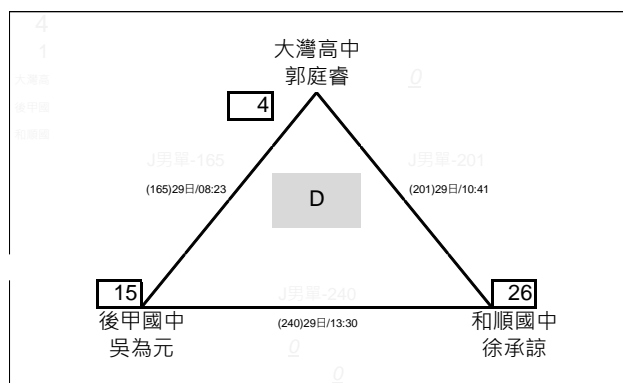 4
1
大灣高中
郭庭睿
大灣高
0
4
後甲國
和順國
J男單-165
J男單-201
(165)29日/08:23
(201)29日/10:41
D
15
J男單-240
26
後甲國中
(240)29日/13:30
和順國中
吳為元
0
徐承諒
0